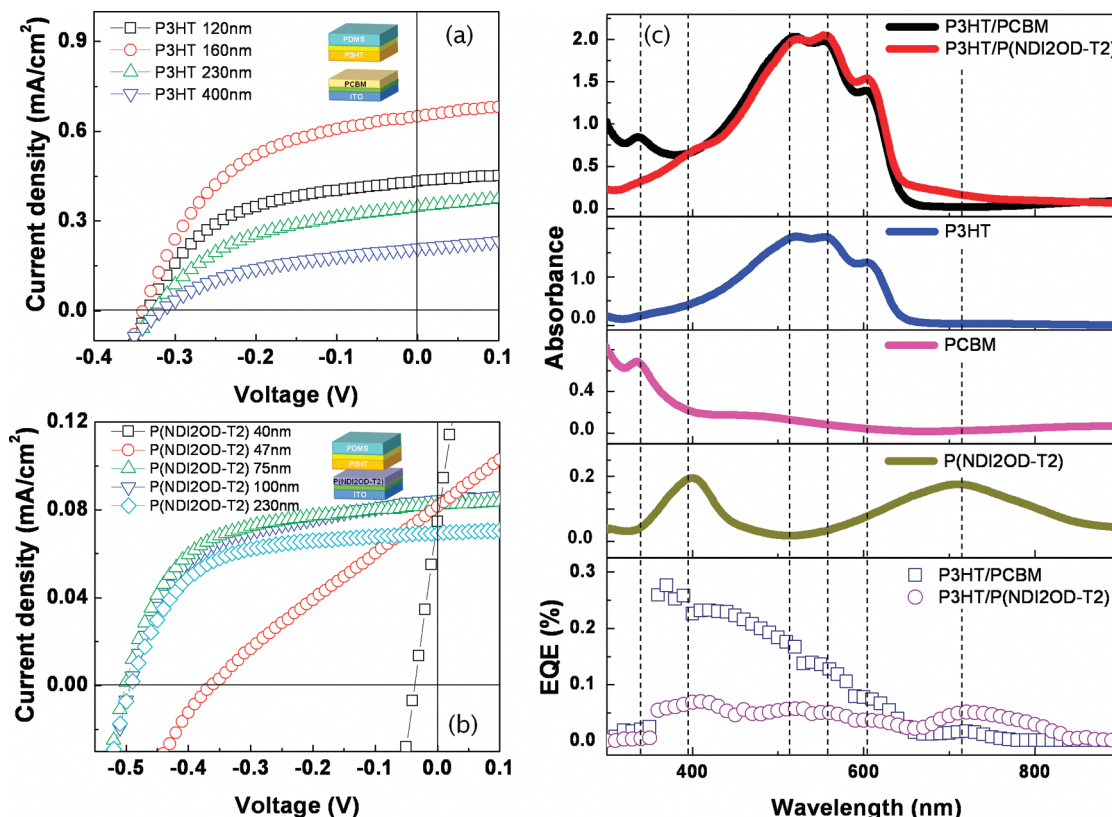 (a)
P3HT 120nm
P3HT 160nm
P3HT 230nm
P3HT 400nm
PDMS
P3HT
PCBM
ITO
Current density (mA/cm²)
0.9
0.6
0.3
0.0
-0.4 -0.3 -0.2 -0.1 0.0 0.1
Voltage (V)
(b)
P(NDI2OD-T2) 40nm
P(NDI2OD-T2) 47nm
P(NDI2OD-T2) 75nm
P(NDI2OD-T2) 100nm
P(NDI2OD-T2) 230nm
PDMS
P3HT
P(NDI2OD-T2)
ITO
Current density (mA/cm²)
0.12
0.08
0.04
0.00
-0.5 -0.4 -0.3 -0.2 -0.1 0.0 0.1
Voltage (V)
(c)
P3HT/PCBM
P3HT/P(NDI2OD-T2)
2.0
1.5
1.0
0.5
0.0
Absorbance
P3HT
1.0
0.0
PCBM
0.4
0.0
P(NDI2OD-T2)
0.2
0.1
0.0
P3HT/PCBM
P3HT/P(NDI2OD-T2)
EQE (%)
0.3
0.2
0.1
0.0
400 600 800
Wavelength (nm)